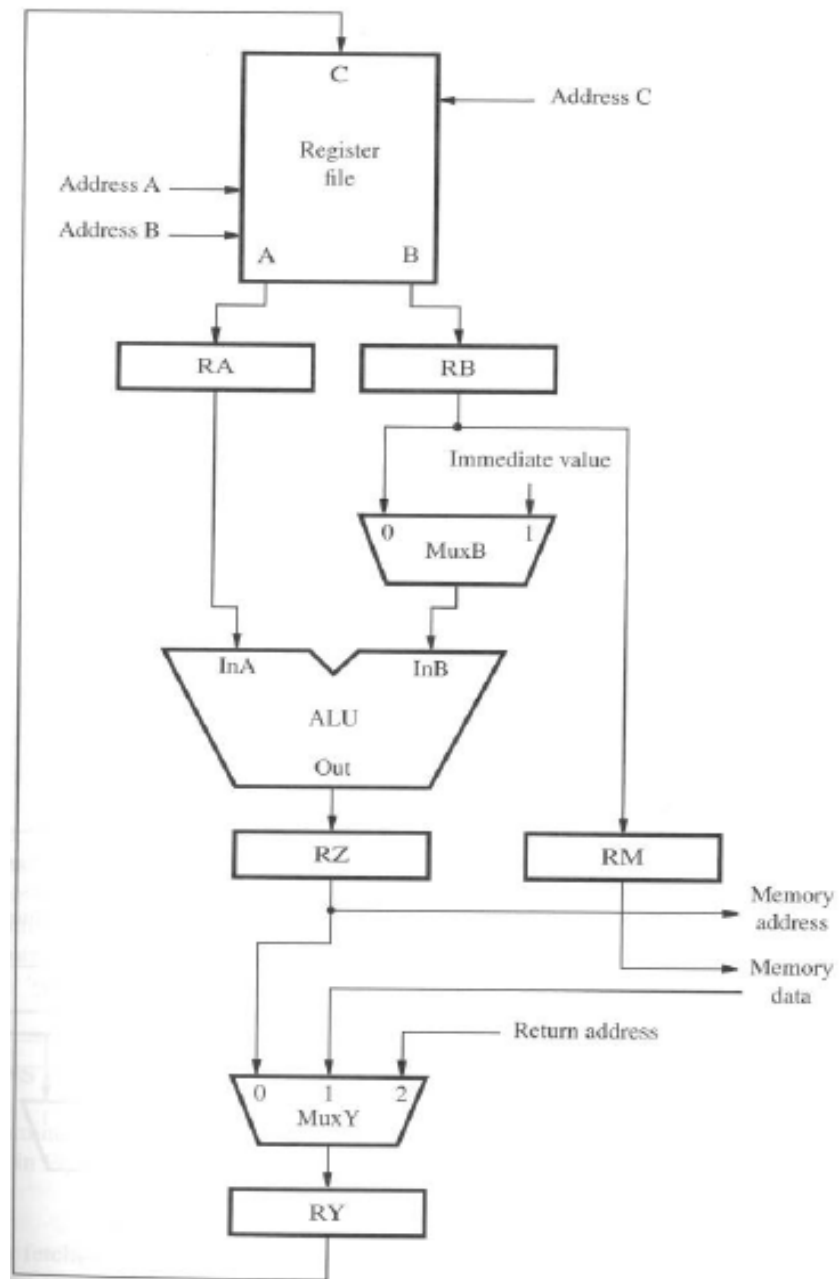 C
Address C
Register
file
Address A
Address B
A B
RA RB
Immediate value
0 1
MuxB
InA InB
ALU
Out
RZ RM
Memory
address
Memory
data
Return address
0 1 2
MuxY
RY